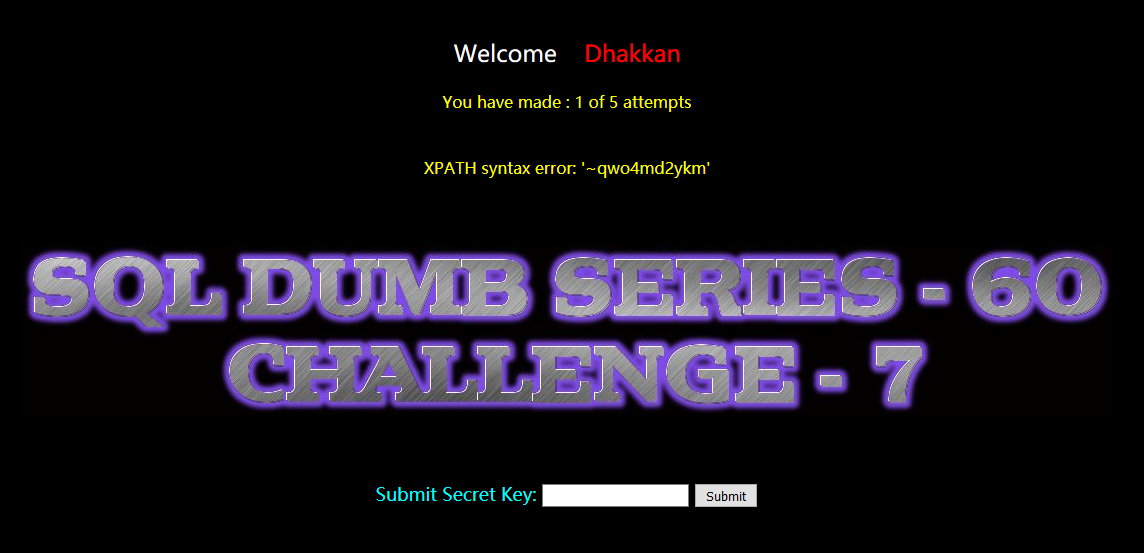 Welcome Dhakkan
You have made : 1 of 5 attempts
XPATH syntax error: '~qwo4md2ykm'
SQL DUMB SERIES - 60
CHALLENGE - 7
Submit Secret Key: Submit